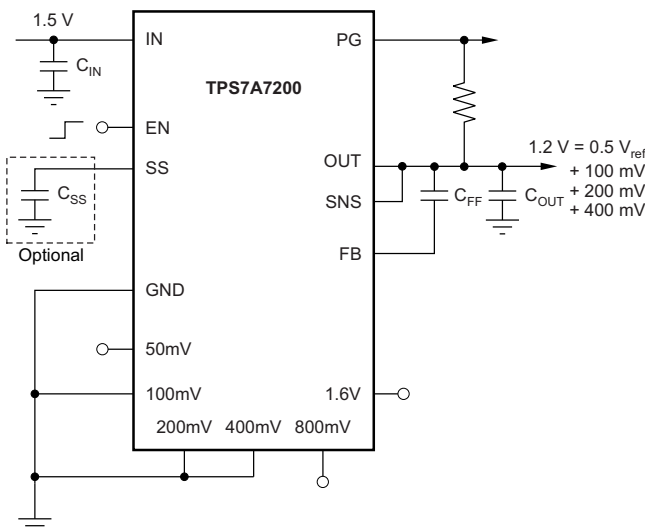 1.5 V
IN
PG
C_IN
TPS7A7200
EN
1.2 V = 0.5 V_ref
+ 100 mV
+ 200 mV
+ 400 mV
OUT
SS
C_SS
C_FF
C_OUT
SNS
Optional
FB
GND
50mV
100mV
1.6V
200mV 400mV 800mV